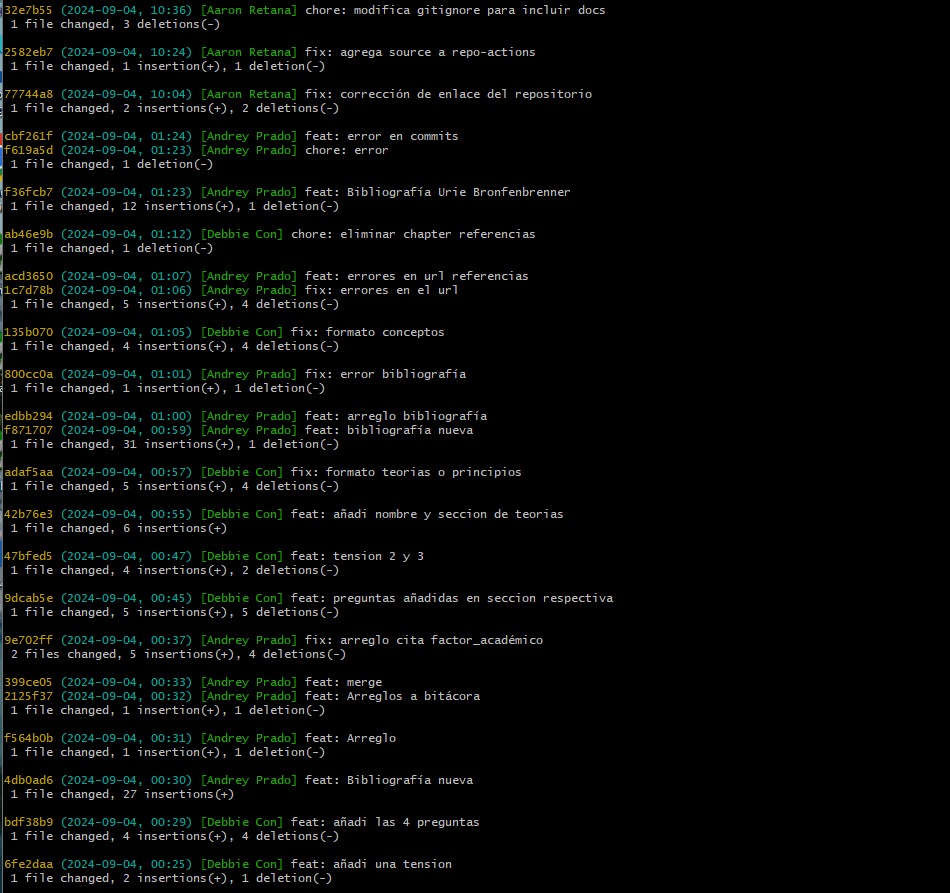 32e7b55 (2024-09-04, 10:36) [Aaron Retana] chore: modifica gitignore para incluir docs
1 file changed, 3 deletions(-)
2582eb7 (2024-09-04, 10:24) [Aaron Retana] fix: agrega source a repo-actions
1 file changed, 1 insertion(+), 1 deletion(-)
77744a8 (2024-09-04, 10:04) [Aaron Retana] fix: corrección de enlace del repositorio
1 file changed, 2 insertions(+), 2 deletions(-)
cbf261f (2024-09-04, 01:24) [Andrey Prado] feat: error en commits
f619a5d (2024-09-04, 01:23) [Andrey Prado] chore: error
1 file changed, 1 deletion(-)
f36fcb7 (2024-09-04, 01:23) [Andrey Prado] feat: Bibliografía Urie Bronfenbrenner
1 file changed, 12 insertions(+), 1 deletion(-)
ab46e9b (2024-09-04, 01:12) [Debbie Con] chore: eliminar chapter referencias
1 file changed, 1 deletion(-)
acd3650 (2024-09-04, 01:07) [Andrey Prado] feat: errores en url referencias
1c7d78b (2024-09-04, 01:06) [Andrey Prado] fix: errores en el url
1 file changed, 5 insertions(+), 4 deletions(-)
135b070 (2024-09-04, 01:05) [Debbie Con] fix: formato conceptos
1 file changed, 4 insertions(+), 4 deletions(-)
800cc0a (2024-09-04, 01:01) [Andrey Prado] fix: error bibliografía
1 file changed, 1 insertion(+), 1 deletion(-)
edbb294 (2024-09-04, 01:00) [Andrey Prado] feat: arreglo bibliografía
f871707 (2024-09-04, 00:59) [Andrey Prado] feat: bibliografía nueva
1 file changed, 31 insertions(+), 1 deletion(-)
adaf5aa (2024-09-04, 00:57) [Debbie Con] fix: formato teorias o principios
1 file changed, 5 insertions(+), 4 deletions(-)
42b76e3 (2024-09-04, 00:55) [Debbie Con] feat: añadi nombre y seccion de teorias
1 file changed, 6 insertions(+)
47bfed5 (2024-09-04, 00:47) [Debbie Con] feat: tension 2 y 3
1 file changed, 4 insertions(+), 2 deletions(-)
9dcab5e (2024-09-04, 00:45) [Debbie Con] feat: preguntas añadidas en seccion respectiva
1 file changed, 5 insertions(+), 5 deletions(-)
9e702ff (2024-09-04, 00:37) [Andrey Prado] fix: arreglo cita factor_académico
2 files changed, 5 insertions(+), 4 deletions(-)
399ce05 (2024-09-04, 00:33) [Andrey Prado] feat: merge
2125f37 (2024-09-04, 00:32) [Andrey Prado] feat: Arreglos a bitácora
1 file changed, 1 insertion(+), 1 deletion(-)
f564b0b (2024-09-04, 00:31) [Andrey Prado] feat: Arreglo
1 file changed, 1 insertion(+), 1 deletion(-)
4db0ad6 (2024-09-04, 00:30) [Andrey Prado] feat: Bibliografía nueva
1 file changed, 27 insertions(+)
bdf38b9 (2024-09-04, 00:29) [Debbie Con] feat: añadi las 4 preguntas
1 file changed, 4 insertions(+), 4 deletions(-)
6fe2daa (2024-09-04, 00:25) [Debbie Con] feat: añadi una tension
1 file changed, 2 insertions(+), 1 deletion(-)